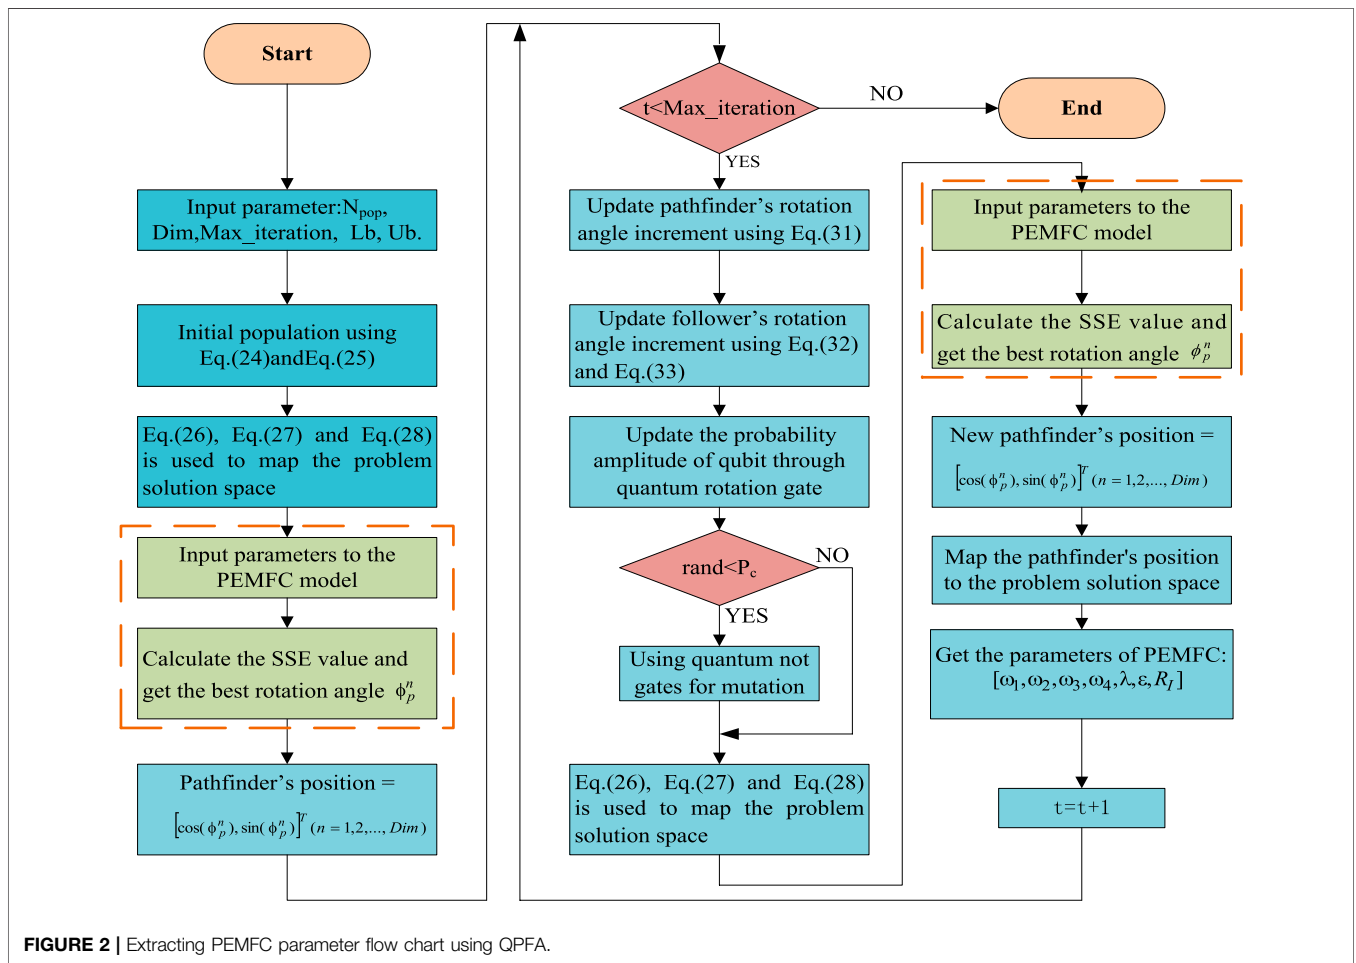 Start
Input parameter:Npop,
Dim,Max_iteration, Lb, Ub.
Initial population using
Eq.(24)andEq.(25)
Eq.(26), Eq.(27) and Eq.(28)
is used to map the problem
solution space
Input parameters to the
PEMFC model
Calculate the SSE value and
get the best rotation angle ϕ_p^n
Pathfinder’s position =
[cos(ϕ_p^n), sin(ϕ_p^n)]^T (n = 1,2,..., Dim)
t<Max_iteration
NO
YES
End
Update pathfinder’s rotation
angle increment using Eq.(31)
Update follower’s rotation
angle increment using Eq.(32)
and Eq.(33)
Update the probability
amplitude of qubit through
quantum rotation gate
rand<Pc
NO
YES
Using quantum not
gates for mutation
Eq.(26), Eq.(27) and Eq.(28)
is used to map the problem
solution space
Input parameters to the
PEMFC model
Calculate the SSE value and
get the best rotation angle ϕ_p^n
New pathfinder’s position =
[cos(ϕ_p^n), sin(ϕ_p^n)]^T (n = 1,2,..., Dim)
Map the pathfinder's position
to the problem solution space
Get the parameters of PEMFC:
[ω1,ω2,ω3,ω4,λ,ε,R_I]
t=t+1
FIGURE 2 | Extracting PEMFC parameter flow chart using QPFA.